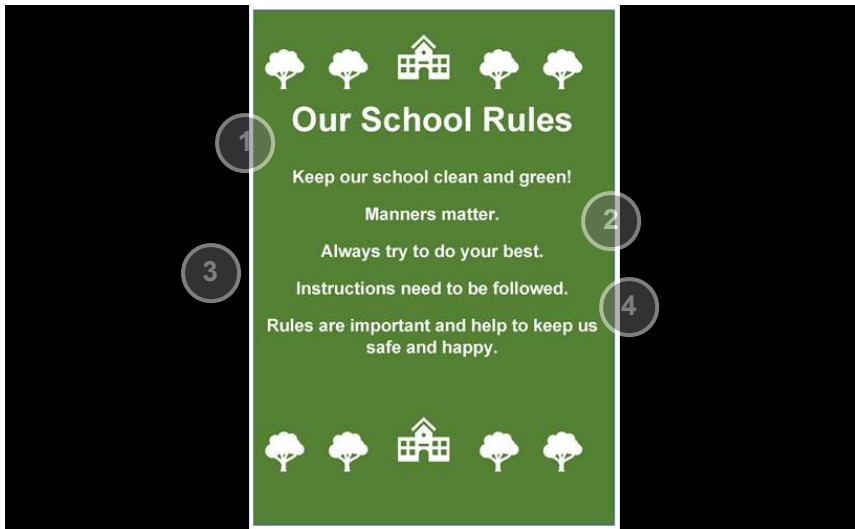 Our School Rules
1
Keep our school clean and green!
Manners matter.
2
Always try to do your best.
3
Instructions need to be followed.
4
Rules are important and help to keep us
safe and happy.